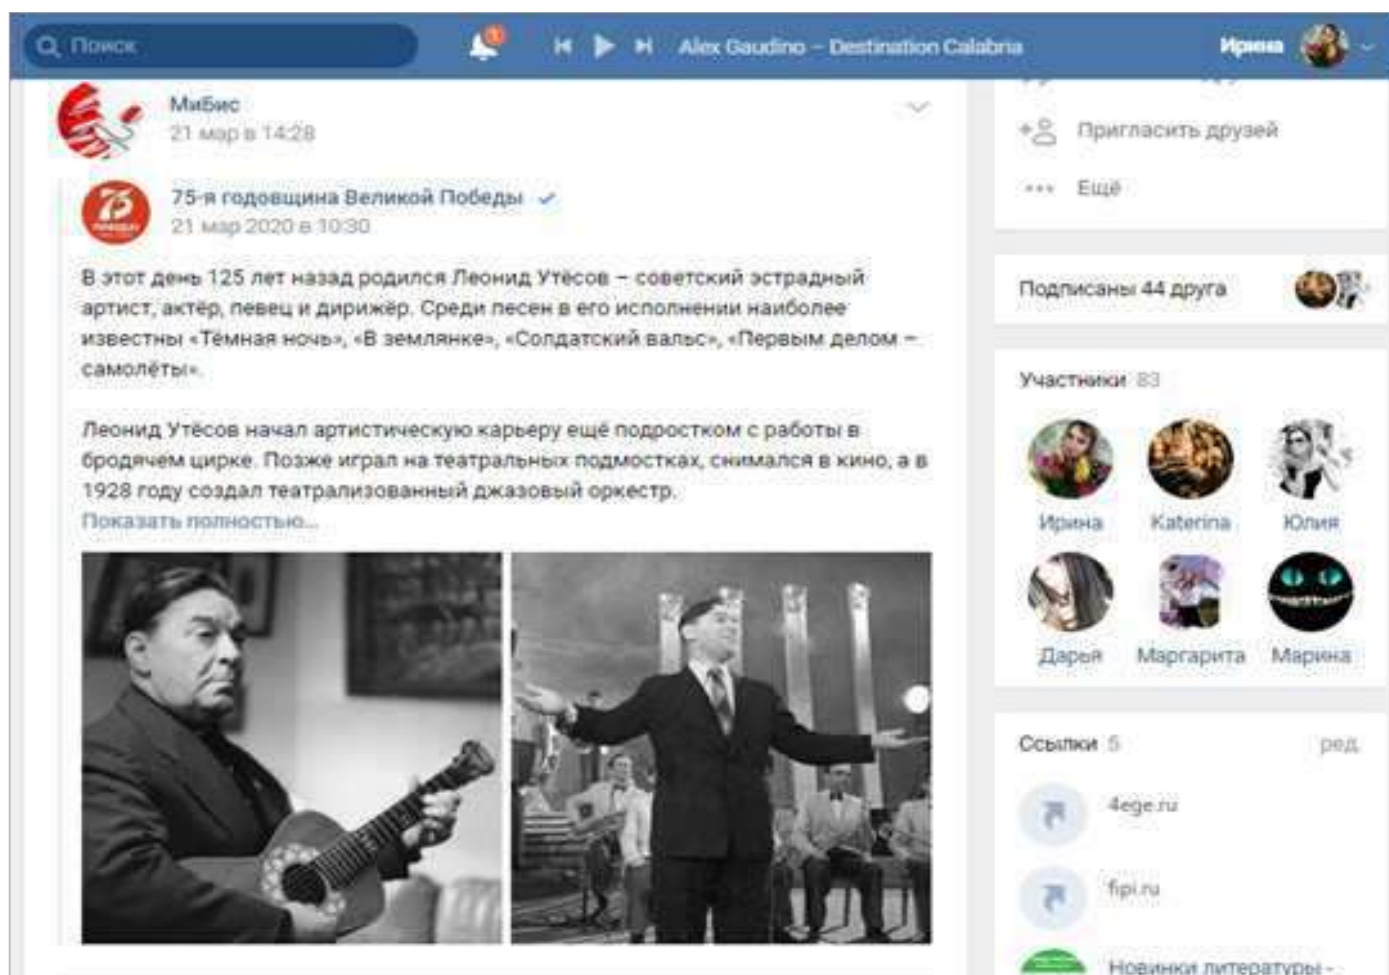 Поиск
1
Alex Gaudino – Destination Calabria
Ирина
МиБис
21 мар в 14:28
75-я годовщина Великой Победы
21 мар 2020 в 10:30
В этот день 125 лет назад родился Леонид Утёсов – советский эстрадный
артист, актёр, певец и дирижёр. Среди песен в его исполнении наиболее
известны «Тёмная ночь», «В землянке», «Солдатский вальс», «Первым делом –
самолёты».
Леонид Утёсов начал артистическую карьеру ещё подростком с работы в
бродячем цирке. Позже играл на театральных подмостках, снимался в кино, а в
1928 году создал театрализованный джазовый оркестр.
Показать полностью...
Пригласить друзей
Ещё
Подписаны 44 друга
Участники 83
Ирина Katerina Юлия
Дарья Маргарита Марина
Ссылки 5 ред.
4ege.ru
fipi.ru
Новинки литературы -